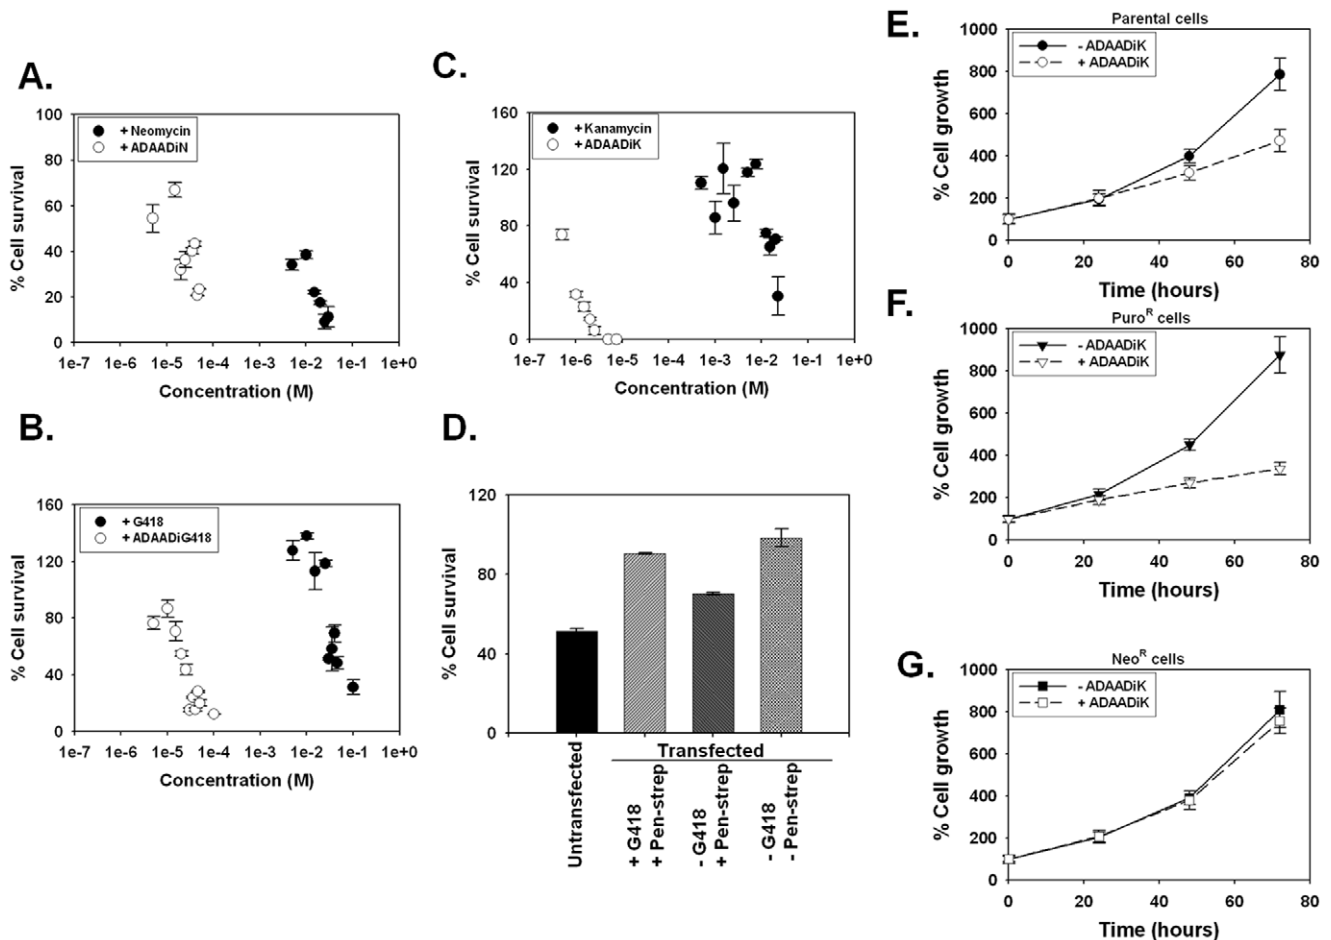 A.
100
80
60
40
20
0
+ Neomycin
+ ADAADiN
% Cell survival
1e-7 1e-6 1e-5 1e-4 1e-3 1e-2 1e-1 1e+0
Concentration (M)
B.
160
120
80
40
0
+ G418
+ ADAADiG418
% Cell survival
1e-7 1e-6 1e-5 1e-4 1e-3 1e-2 1e-1 1e+0
Concentration (M)
C.
160
120
80
40
0
+ Kanamycin
+ ADAADiK
% Cell survival
1e-7 1e-6 1e-5 1e-4 1e-3 1e-2 1e-1 1e+0
Concentration (M)
D.
120
80
40
0
% Cell survival
Transfected
Untransfected
+ G418
+ Pen-strep
- G418
+ Pen-strep
- G418
- Pen-strep
E.
Parental cells
1000
800
600
400
200
0
- ADAADiK
+ ADAADiK
% Cell growth
0 20 40 60 80
Time (hours)
F.
Puro^R cells
1000
800
600
400
200
0
- ADAADiK
+ ADAADiK
% Cell growth
0 20 40 60 80
Time (hours)
G.
Neo^R cells
1000
800
600
400
200
0
- ADAADiK
+ ADAADiK
% Cell growth
0 20 40 60 80
Time (hours)